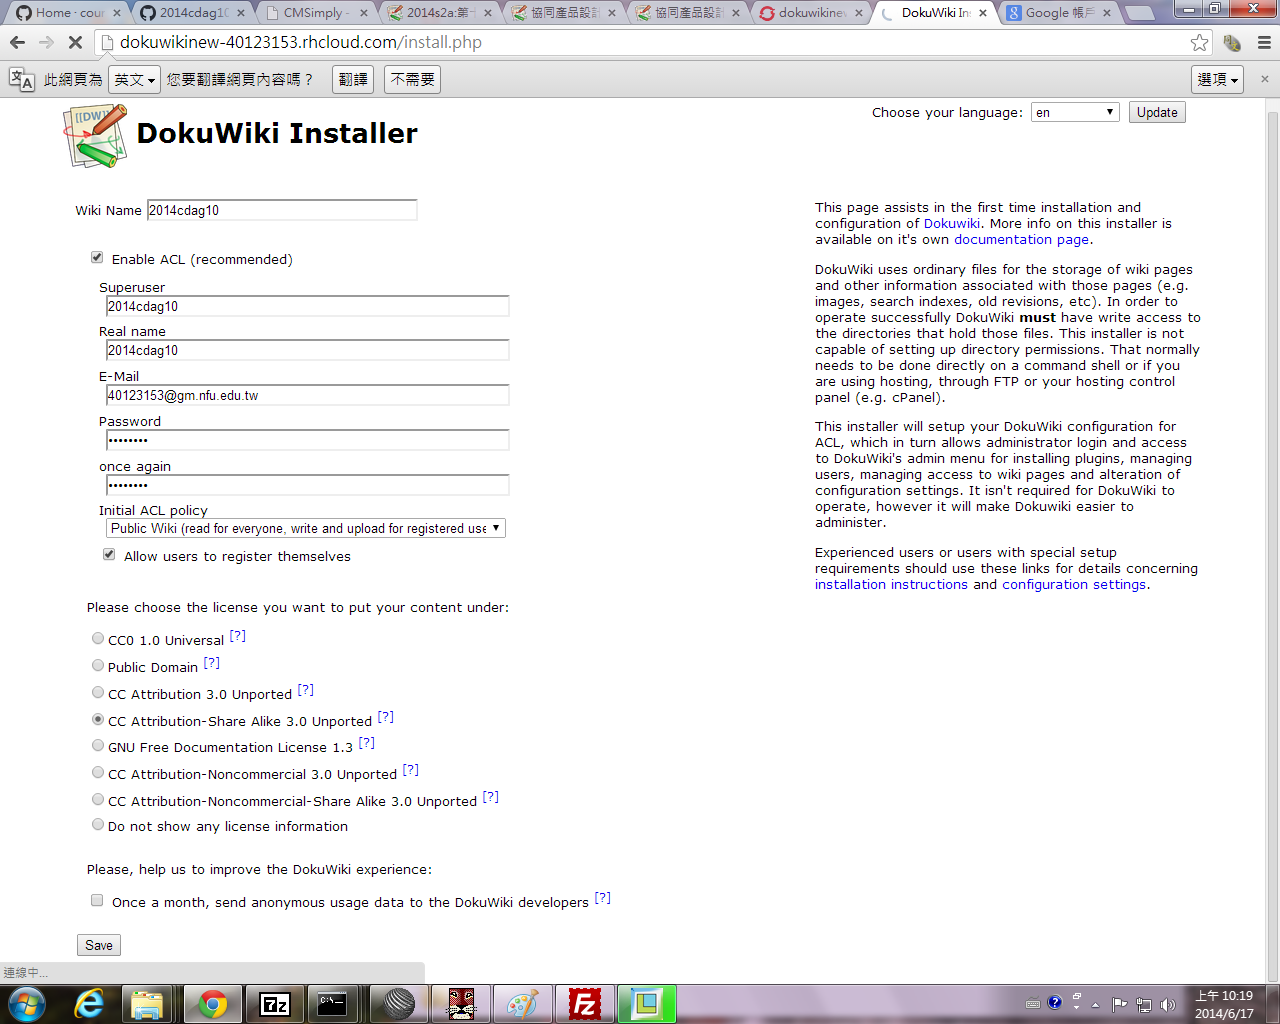 Home · cour
2014cdag10
CMSimply -
2014s2a:第
協同產品設計
協同產品設計
dokuwikinew
DokuWiki In
Google 帳戶
dokuwikinew-40123153.rhcloud.com/install.php
此網頁為 英文 您要翻譯網頁內容嗎？ 翻譯 不需要 選項
[[DW]]
DokuWiki Installer
Choose your language: en Update
Wiki Name 2014cdag10
Enable ACL (recommended)
Superuser
2014cdag10
Real name
2014cdag10
E-Mail
40123153@gm.nfu.edu.tw
Password
••••••••
once again
••••••••
Initial ACL policy
Public Wiki (read for everyone, write and upload for registered use
Allow users to register themselves
Please choose the license you want to put your content under:
CC0 1.0 Universal [?]
Public Domain [?]
CC Attribution 3.0 Unported [?]
CC Attribution-Share Alike 3.0 Unported [?]
GNU Free Documentation License 1.3 [?]
CC Attribution-Noncommercial 3.0 Unported [?]
CC Attribution-Noncommercial-Share Alike 3.0 Unported [?]
Do not show any license information
Please, help us to improve the DokuWiki experience:
Once a month, send anonymous usage data to the DokuWiki developers [?]
Save
This page assists in the first time installation and
configuration of Dokuwiki. More info on this installer is
available on it's own documentation page.
DokuWiki uses ordinary files for the storage of wiki pages
and other information associated with those pages (e.g.
images, search indexes, old revisions, etc). In order to
operate successfully DokuWiki must have write access to
the directories that hold those files. This installer is not
capable of setting up directory permissions. That normally
needs to be done directly on a command shell or if you
are using hosting, through FTP or your hosting control
panel (e.g. cPanel).
This installer will setup your DokuWiki configuration for
ACL, which in turn allows administrator login and access
to DokuWiki's admin menu for installing plugins, managing
users, managing access to wiki pages and alteration of
configuration settings. It isn't required for DokuWiki to
operate, however it will make Dokuwiki easier to
administer.
Experienced users or users with special setup
requirements should use these links for details concerning
installation instructions and configuration settings.
連線中...
7z
C:\._
Fz
上午 10:19
2014/6/17